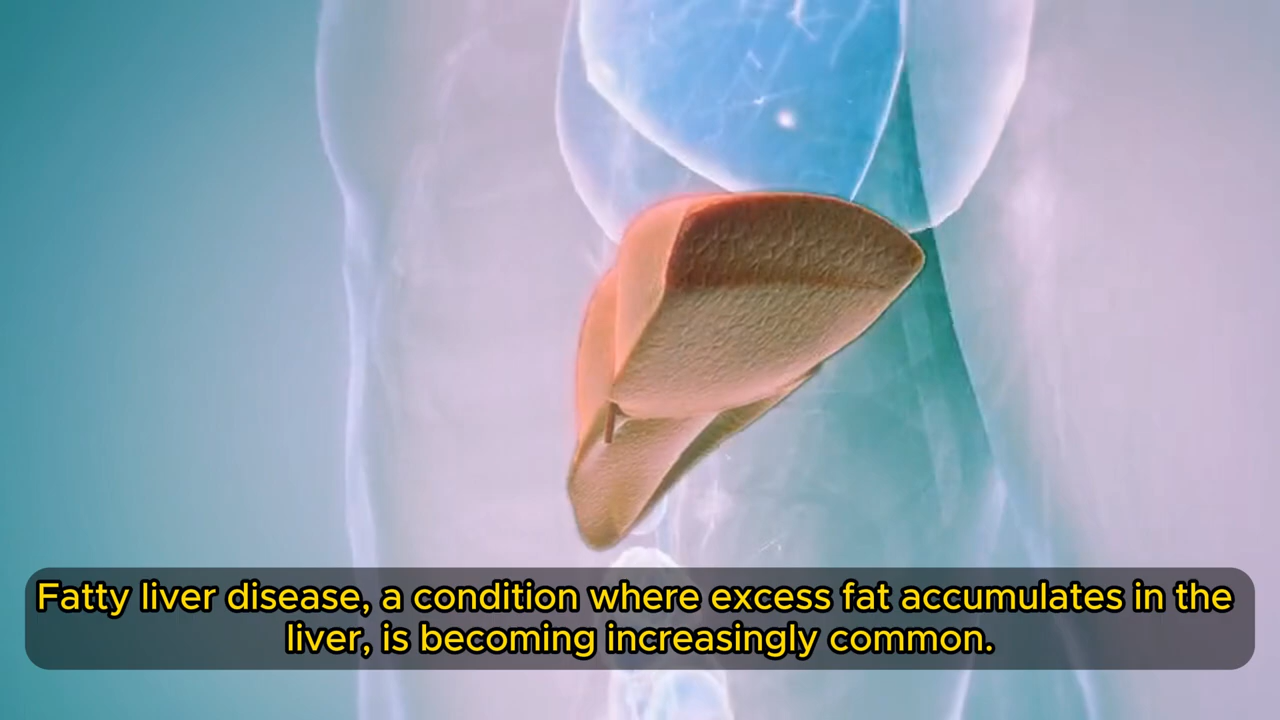 Fatty liver disease, a condition where excess fat accumulates in the
liver, is becoming increasingly common.